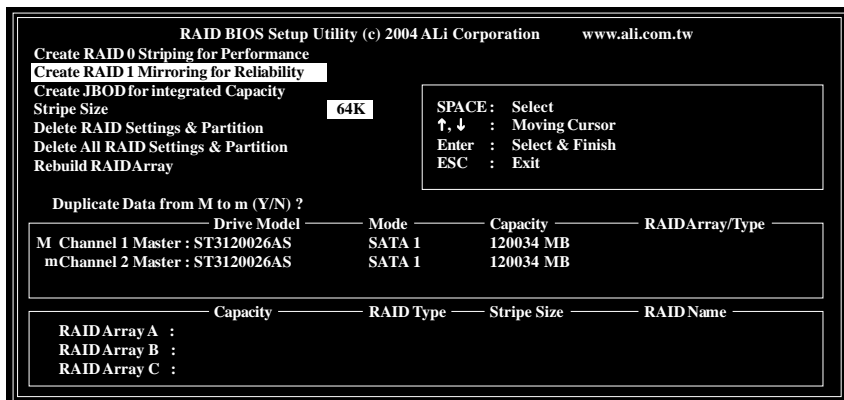 RAID BIOS Setup Utility (c) 2004 ALi Corporation www.ali.com.tw
Create RAID 0 Striping for Performance
Create RAID 1 Mirroring for Reliability
Create JBOD for integrated Capacity
Stripe Size 64K
Delete RAID Settings & Partition
Delete All RAID Settings & Partition
Rebuild RAID Array
SPACE : Select
↑, ↓ : Moving Cursor
Enter : Select & Finish
ESC : Exit
Duplicate Data from M to m (Y/N) ?
Drive Model Mode Capacity RAID Array/Type
M Channel 1 Master : ST3120026AS SATA 1 120034 MB
m Channel 2 Master : ST3120026AS SATA 1 120034 MB
Capacity RAID Type Stripe Size RAID Name
RAID Array A :
RAID Array B :
RAID Array C :